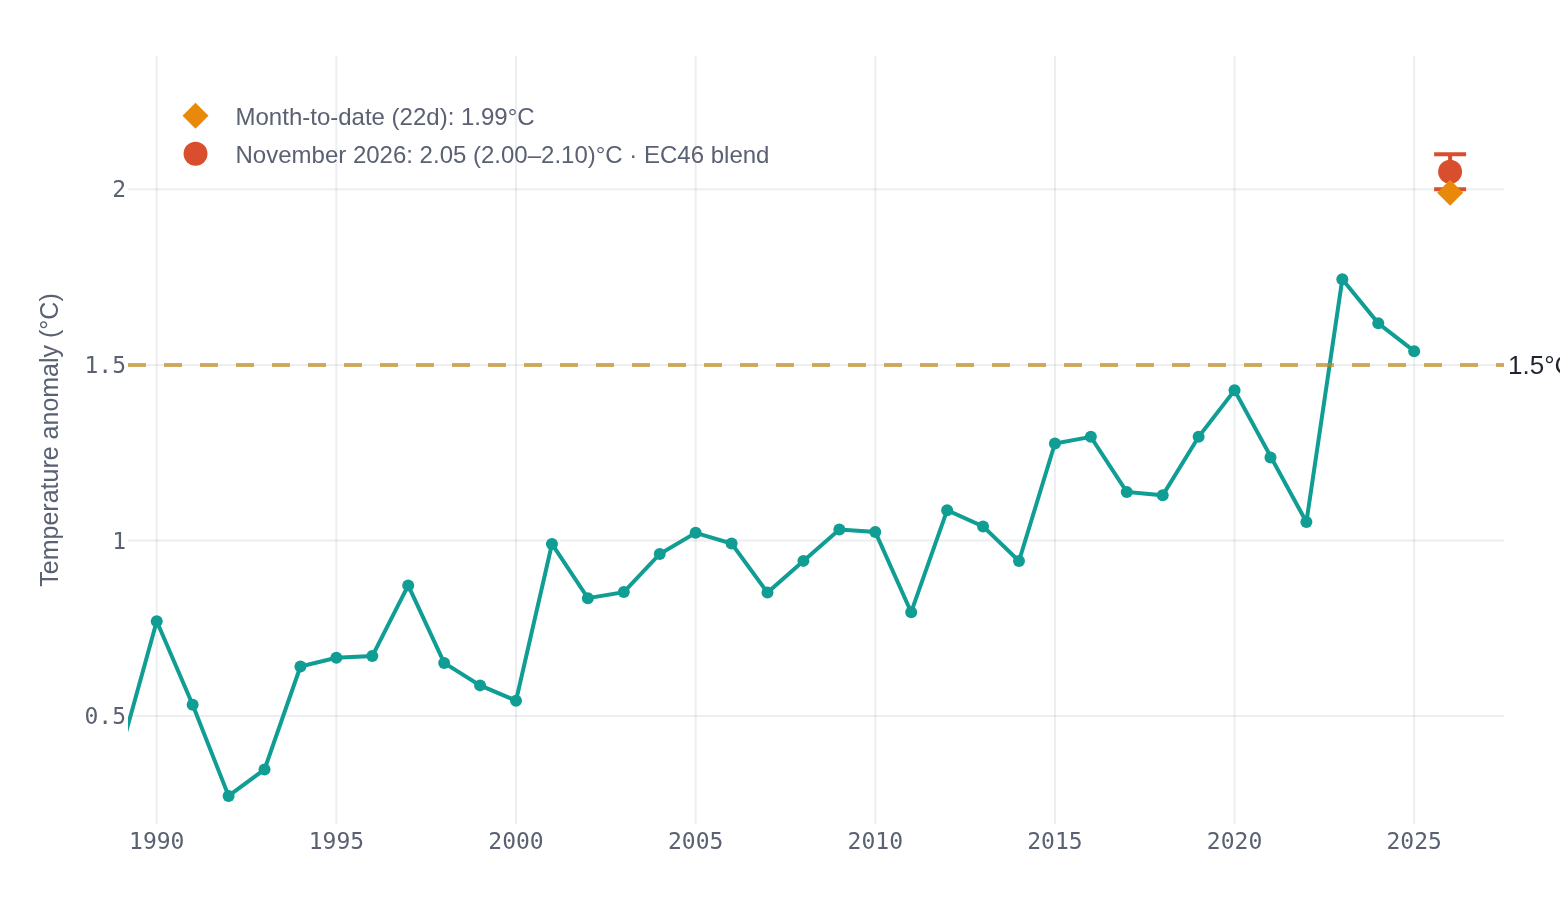 Month-to-date (22d): 1.99°C
November 2026: 2.05 (2.00–2.10)°C · EC46 blend
2
1.5
1.5°C
1
0.5
Temperature anomaly (°C)
1990 1995 2000 2005 2010 2015 2020 2025